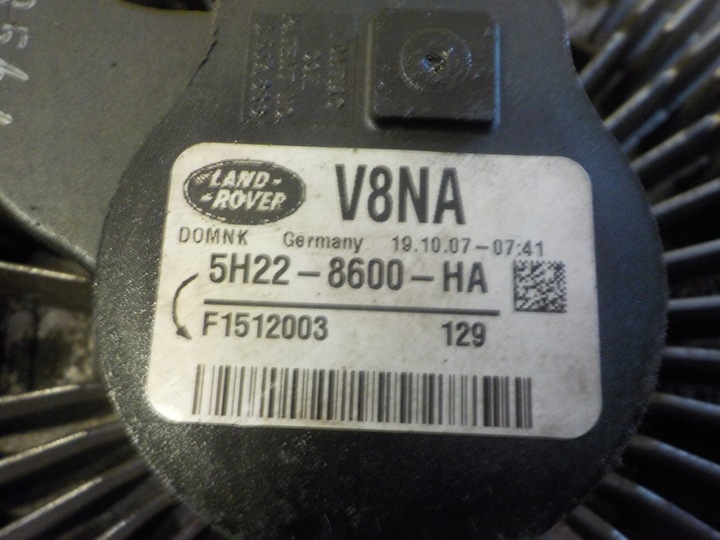 LAND-
-ROVER
V8NA
DOMNK Germany 19.10.07-07:41
5H22-8600-HA
F1512003 129